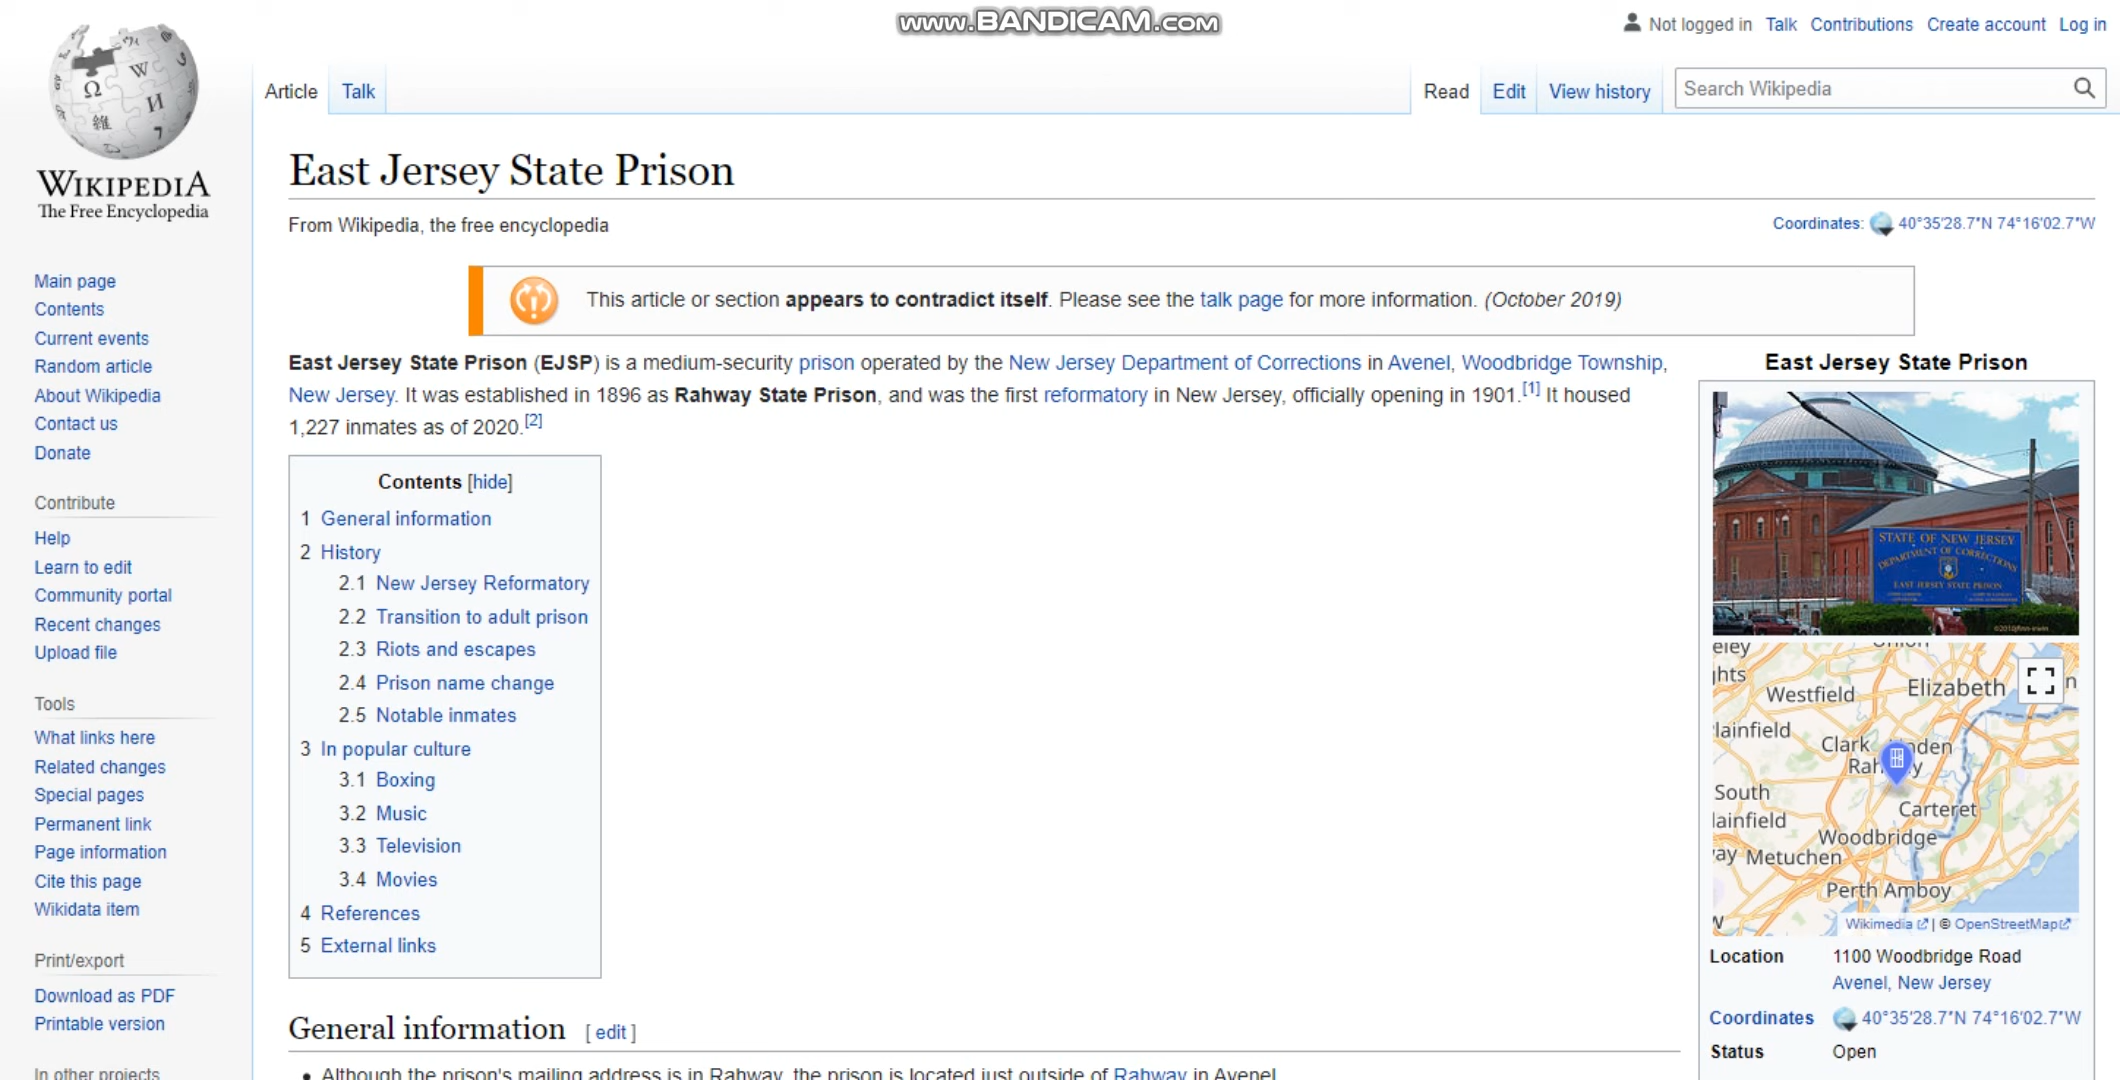 www.BANDICAM.com
Not logged in Talk Contributions Create account Log in
Article Talk Read Edit View history Search Wikipedia
WIKIPEDIA
The Free Encyclopedia
Main page
Contents
Current events
Random article
About Wikipedia
Contact us
Donate
Contribute
Help
Learn to edit
Community portal
Recent changes
Upload file
Tools
What links here
Related changes
Special pages
Permanent link
Page information
Cite this page
Wikidata item
Print/export
Download as PDF
Printable version
In other projects
East Jersey State Prison
From Wikipedia, the free encyclopedia
Coordinates: 40°35′28.7″N 74°16′02.7″W
This article or section appears to contradict itself. Please see the talk page for more information. (October 2019)
East Jersey State Prison (EJSP) is a medium-security prison operated by the New Jersey Department of Corrections in Avenel, Woodbridge Township,
New Jersey. It was established in 1896 as Rahway State Prison, and was the first reformatory in New Jersey, officially opening in 1901.[1] It housed
1,227 inmates as of 2020.[2]
Contents [hide]
1 General information
2 History
2.1 New Jersey Reformatory
2.2 Transition to adult prison
2.3 Riots and escapes
2.4 Prison name change
2.5 Notable inmates
3 In popular culture
3.1 Boxing
3.2 Music
3.3 Television
3.4 Movies
4 References
5 External links
General information [ edit ]
• Although the prison's mailing address is in Rahway, the prison is located just outside of Rahway in Avenel
East Jersey State Prison
STATE OF NEW JERSEY
DEPARTMENT OF CORRECTIONS
EAST JERSEY STATE PRISON
Westfield
Elizabeth
lainfield
Clark
South
lainfield
Carteret
Woodbridge
Metuchen
Perth Amboy
Wikimedia | © OpenStreetMap
Location 1100 Woodbridge Road
Avenel, New Jersey
Coordinates 40°35′28.7″N 74°16′02.7″W
Status Open